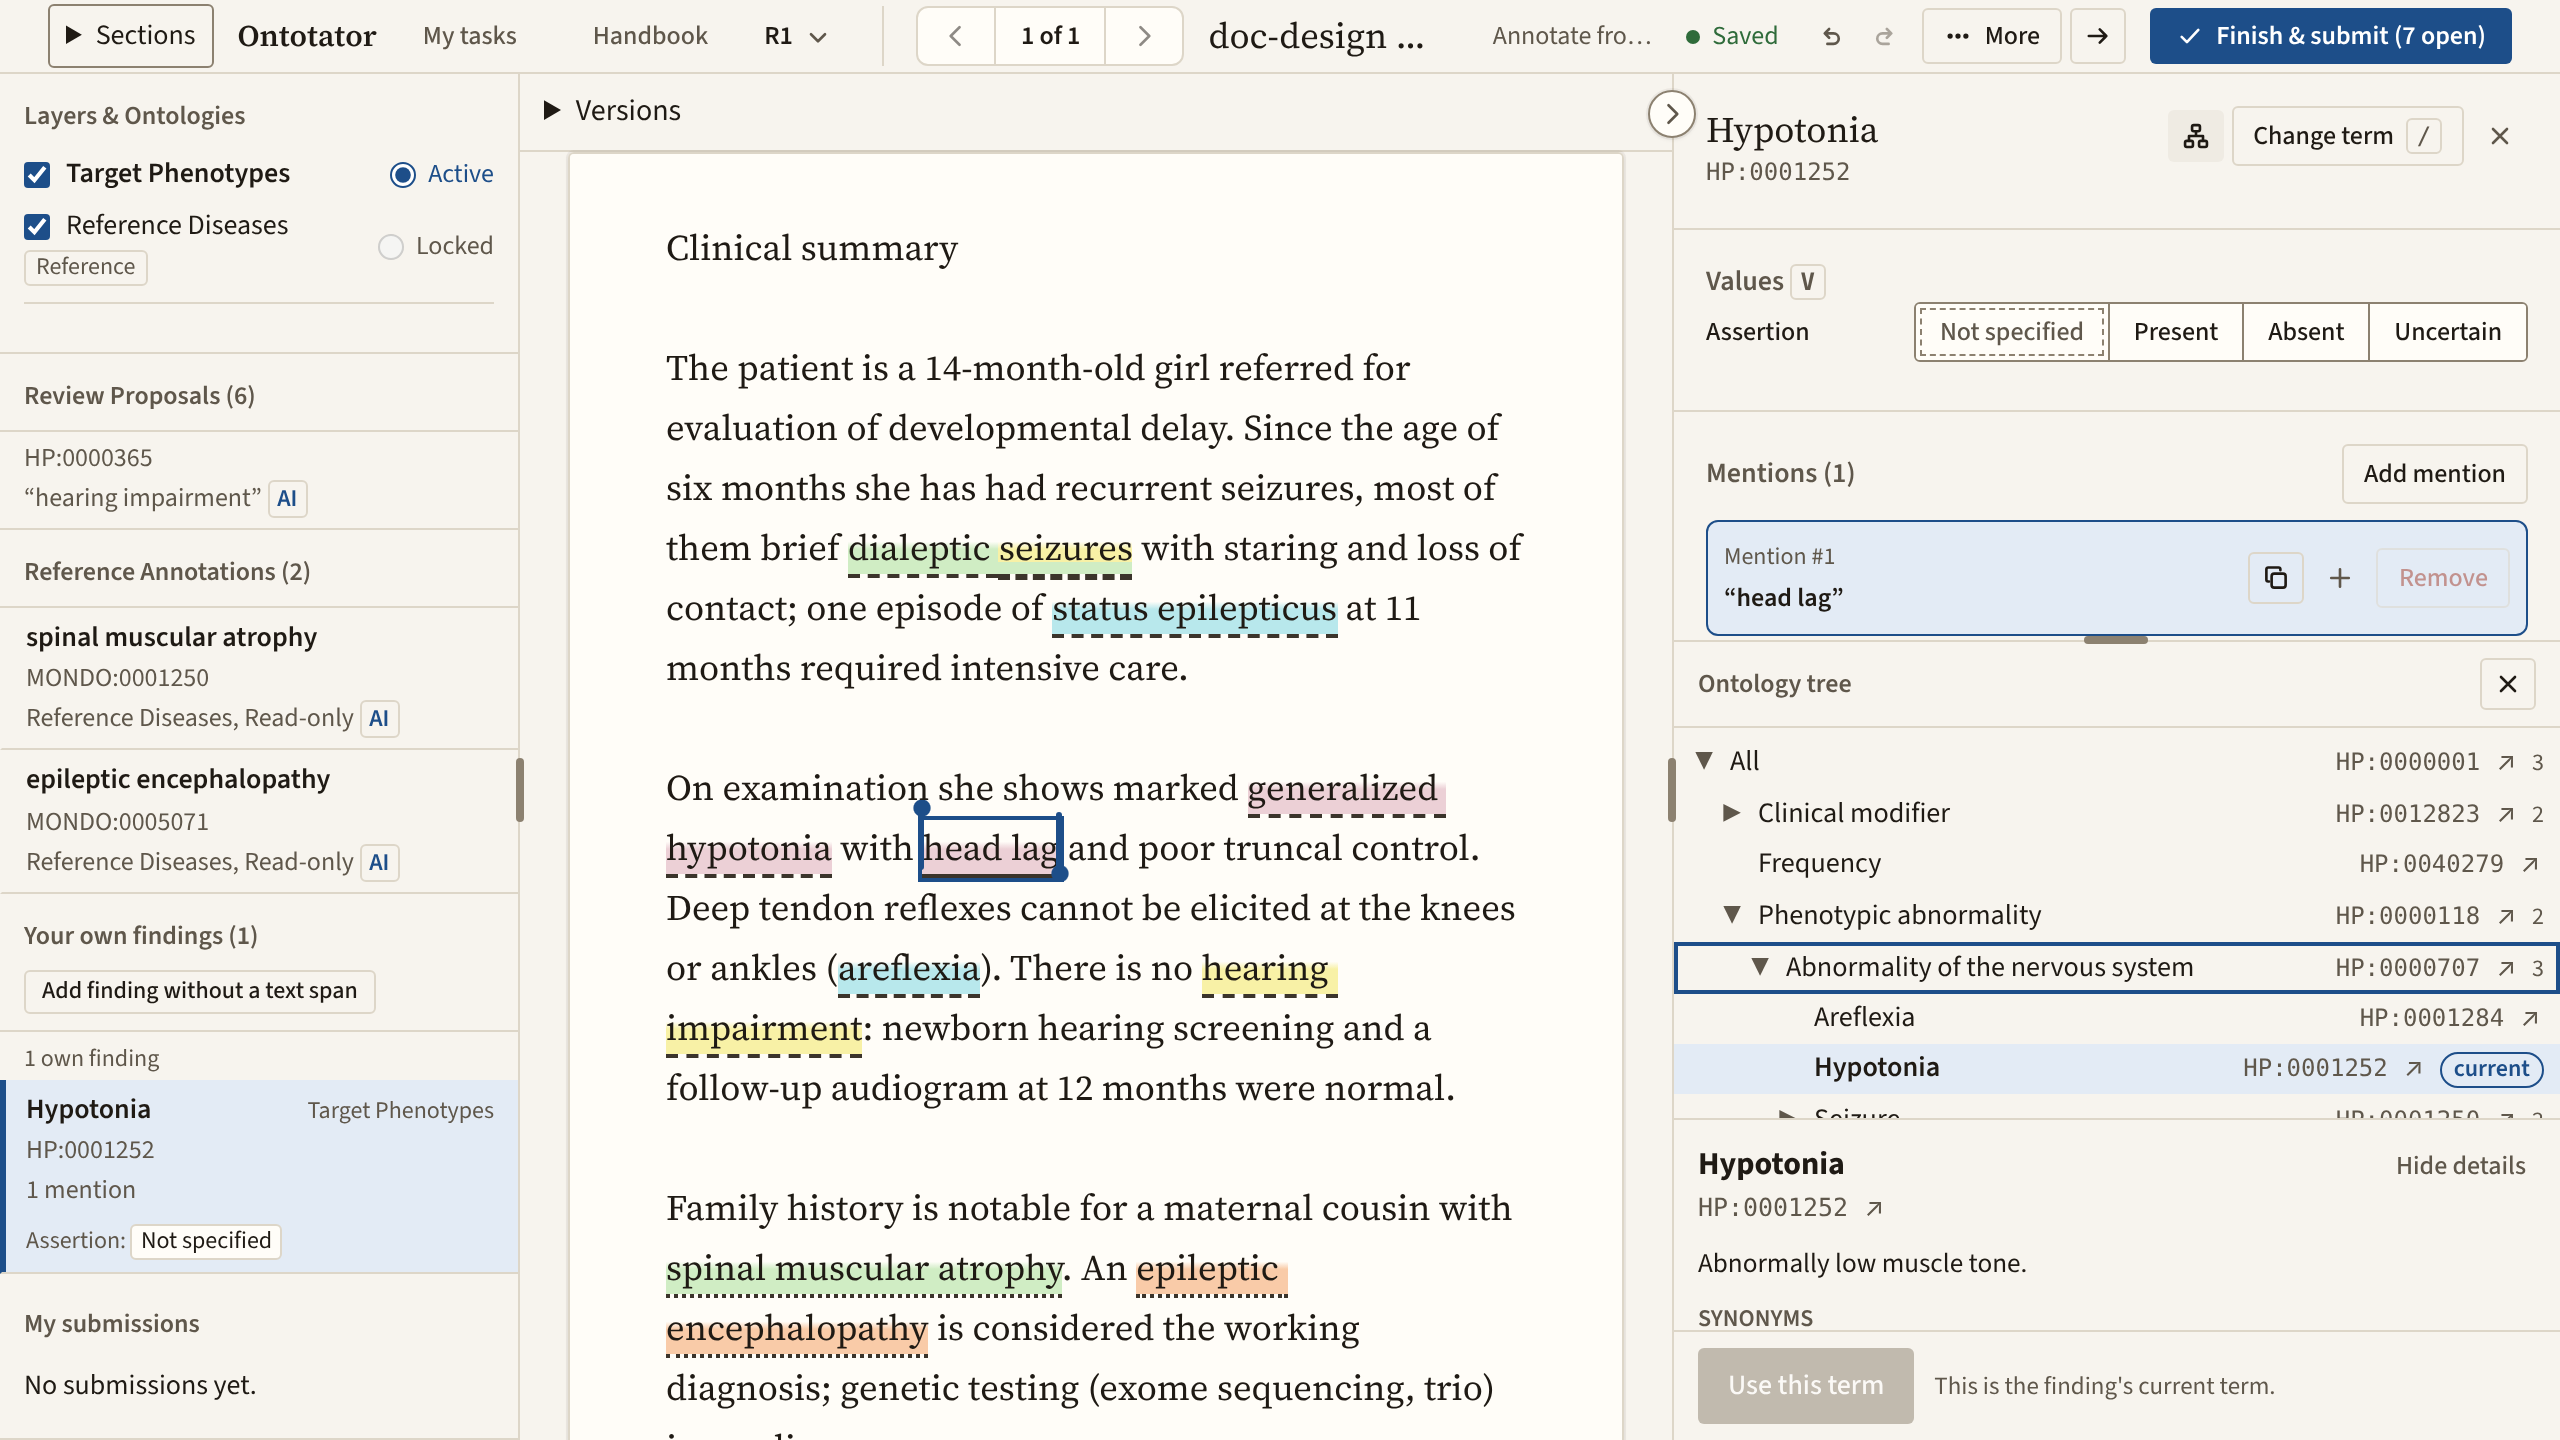 Sections
Ontotator
My tasks
Handbook
R1
1 of 1
doc-design ...
Annotate fro...
Saved
More
Finish & submit (7 open)
Layers & Ontologies
Target Phenotypes
Active
Reference Diseases
Reference
Locked
Review Proposals (6)
HP:0000365
“hearing impairment” AI
Reference Annotations (2)
spinal muscular atrophy
MONDO:0001250
Reference Diseases, Read-only AI
epileptic encephalopathy
MONDO:0005071
Reference Diseases, Read-only AI
Your own findings (1)
Add finding without a text span
1 own finding
Hypotonia Target Phenotypes
HP:0001252
1 mention
Assertion: Not specified
My submissions
No submissions yet.
Versions
Clinical summary
The patient is a 14-month-old girl referred for
evaluation of developmental delay. Since the age of
six months she has had recurrent seizures, most of
them brief dialeptic seizures with staring and loss of
contact; one episode of status epilepticus at 11
months required intensive care.
On examination she shows marked generalized
hypotonia with head lag and poor truncal control.
Deep tendon reflexes cannot be elicited at the knees
or ankles (areflexia). There is no hearing
impairment: newborn hearing screening and a
follow-up audiogram at 12 months were normal.
Family history is notable for a maternal cousin with
spinal muscular atrophy. An epileptic
encephalopathy is considered the working
diagnosis; genetic testing (exome sequencing, trio)
Hypotonia
HP:0001252
Change term /
Values V
Assertion
Not specified
Present
Absent
Uncertain
Mentions (1)
Add mention
Mention #1
“head lag”
Remove
Ontology tree
All HP:0000001 3
Clinical modifier HP:0012823 2
Frequency HP:0040279
Phenotypic abnormality HP:0000118 2
Abnormality of the nervous system HP:0000707 3
Areflexia HP:0001284
Hypotonia HP:0001252 current
Seizure HP:0001250
Hypotonia
Hide details
HP:0001252
Abnormally low muscle tone.
SYNONYMS
Use this term
This is the finding's current term.